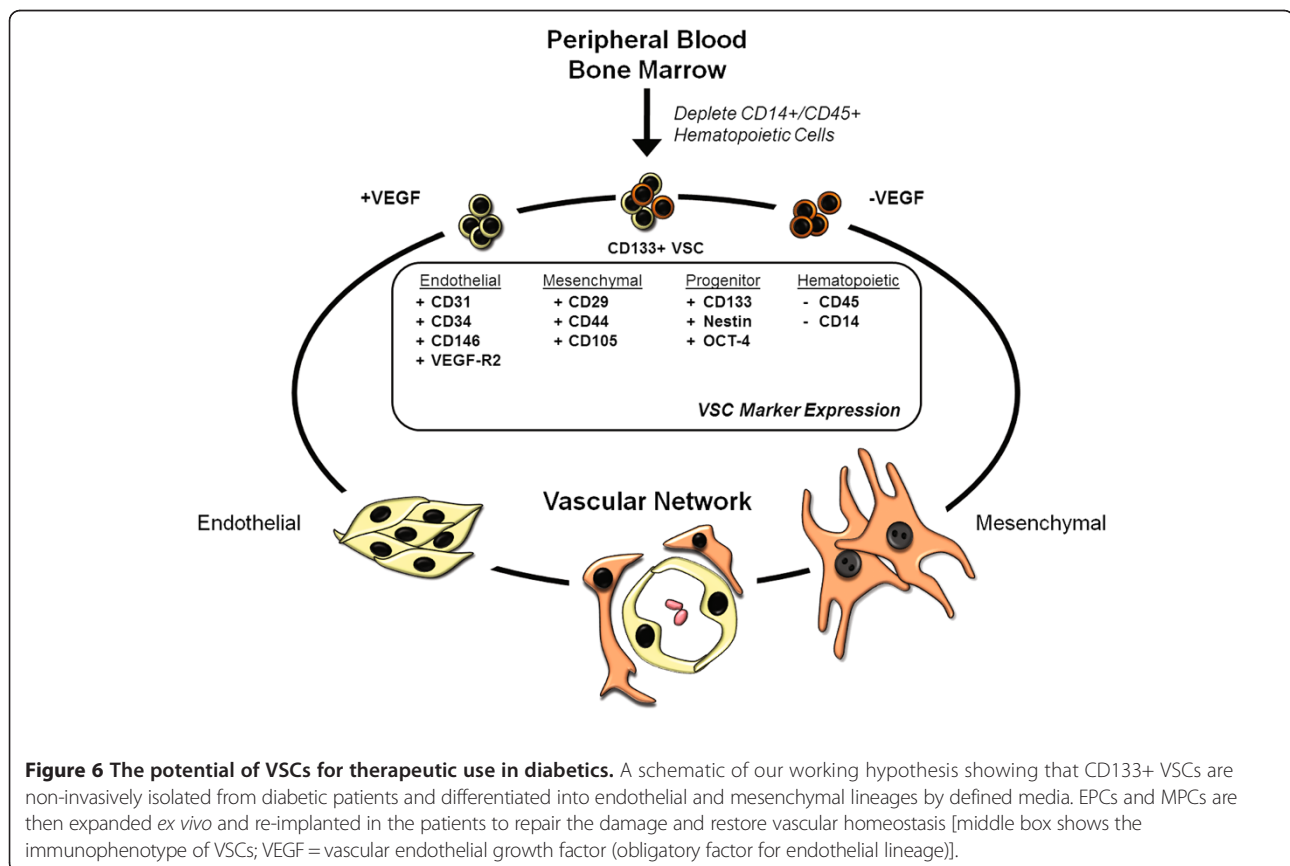 Peripheral Blood
Bone Marrow
Deplete CD14+/CD45+
Hematopoietic Cells
+VEGF
-VEGF
CD133+ VSC
Endothelial Mesenchymal Progenitor Hematopoietic
+ CD31 + CD29 + CD133 - CD45
+ CD34 + CD44 + Nestin - CD14
+ CD146 + CD105 + OCT-4
+ VEGF-R2
VSC Marker Expression
Vascular Network
Endothelial
Mesenchymal
Figure 6 The potential of VSCs for therapeutic use in diabetics. A schematic of our working hypothesis showing that CD133+ VSCs are
non-invasively isolated from diabetic patients and differentiated into endothelial and mesenchymal lineages by defined media. EPCs and MPCs are
then expanded ex vivo and re-implanted in the patients to repair the damage and restore vascular homeostasis [middle box shows the
immunophenotype of VSCs; VEGF = vascular endothelial growth factor (obligatory factor for endothelial lineage)].